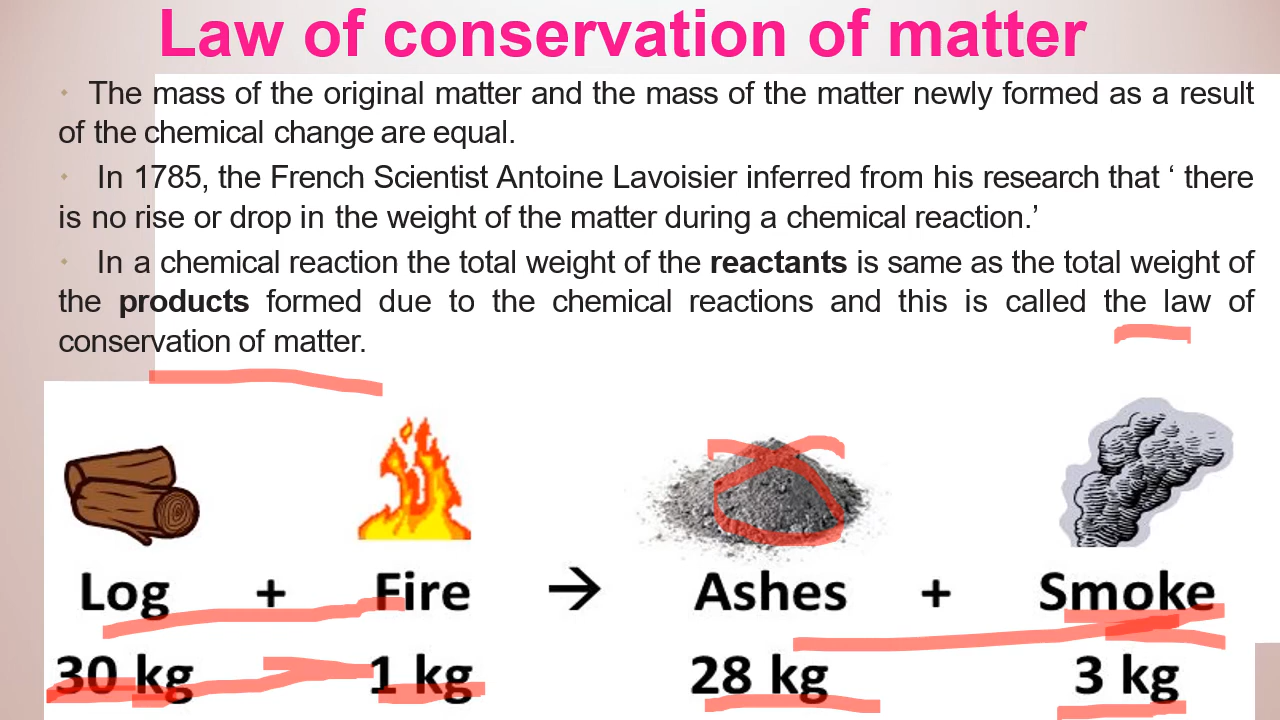 Law of conservation of matter
• The mass of the original matter and the mass of the matter newly formed as a result
of the chemical change are equal.
• In 1785, the French Scientist Antoine Lavoisier inferred from his research that ‘ there
is no rise or drop in the weight of the matter during a chemical reaction.’
• In a chemical reaction the total weight of the reactants is same as the total weight of
the products formed due to the chemical reactions and this is called the law of
conservation of matter.
Log + Fire → Ashes + Smoke
30 kg 1 kg 28 kg 3 kg